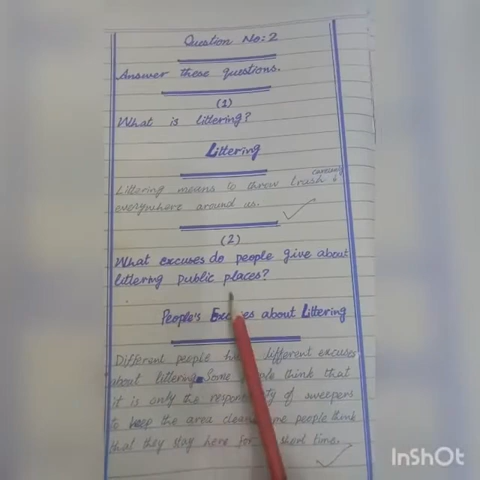 Question No: 2
Answer these questions.
(1)
What is littering?
Littering
carelessly
Littering means to throw trash
everywhere around us.
(2)
What excuses do people give about
littering public places?
People's Excuses about Littering
Different people have different excuses
about littering. Some people think that
it is only the responsibility of sweepers
to keep the area clean. Some people think
that they stay here for a short time.
InShOt